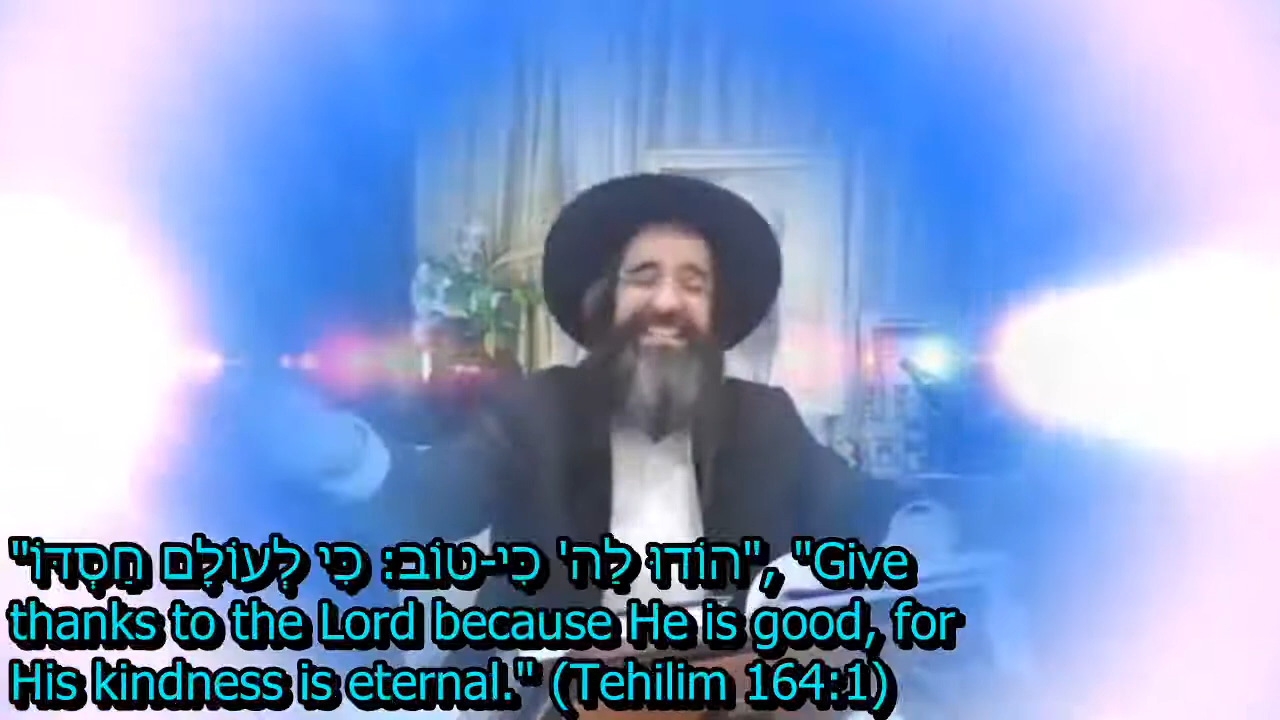 "הוֹדוּ לַה' כִּי-טוֹב: כִּי לְעוֹלָם חַסְדּוֹ", "Give
thanks to the Lord because He is good, for
His kindness is eternal." (Tehilim 164:1)